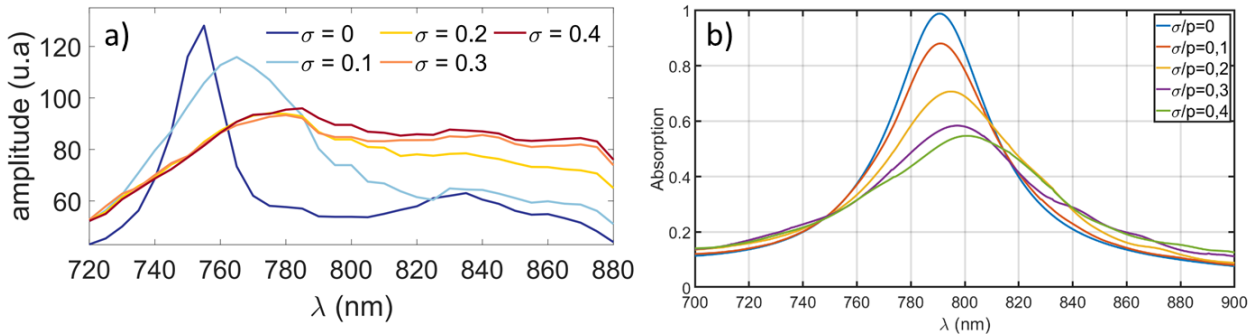 a)
σ = 0
σ = 0.2
σ = 0.4
σ = 0.1
σ = 0.3
120
100
80
60
amplitude (u.a)
720 740 760 780 800 820 840 860 880
λ (nm)
b)
σ/p=0
σ/p=0,1
σ/p=0,2
σ/p=0,3
σ/p=0,4
1
0.8
0.6
0.4
0.2
0
Absorption
700 720 740 760 780 800 820 840 860 880 900
λ (nm)